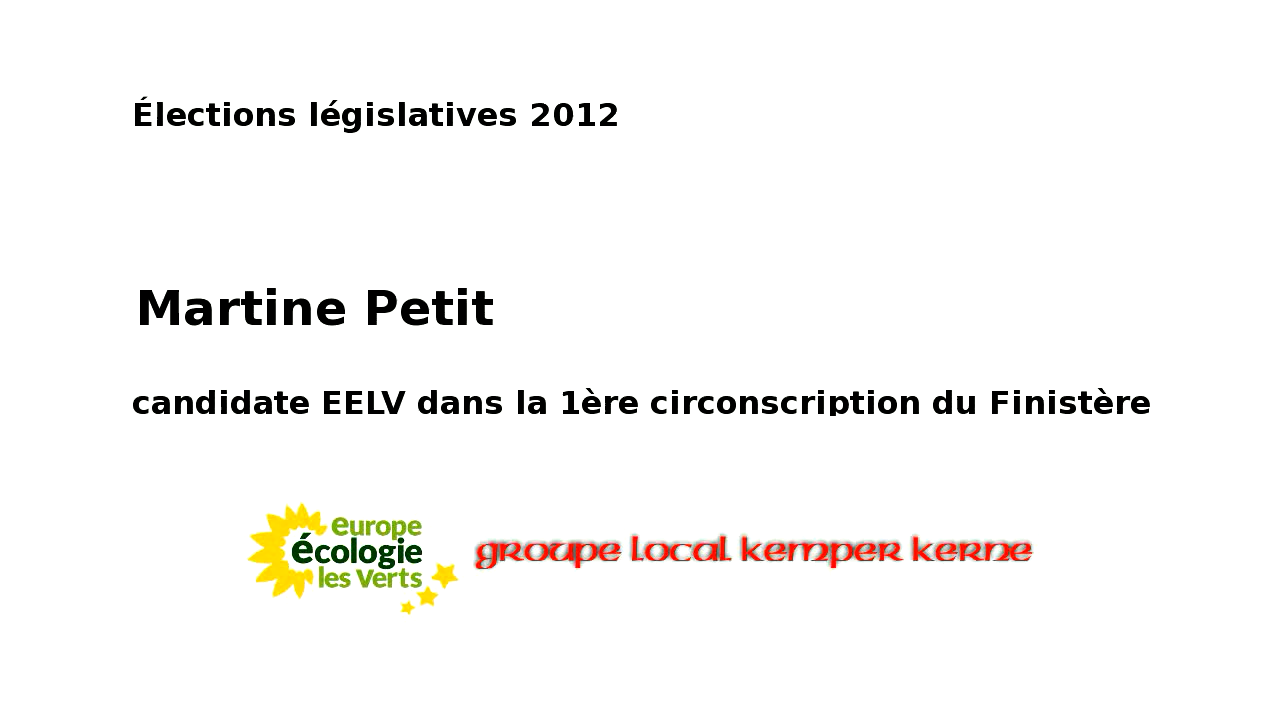 Élections législatives 2012
Martine Petit
candidate EELV dans la 1ère circonscription du Finistère
europe
écologie
les Verts
groupe local kemper kerne